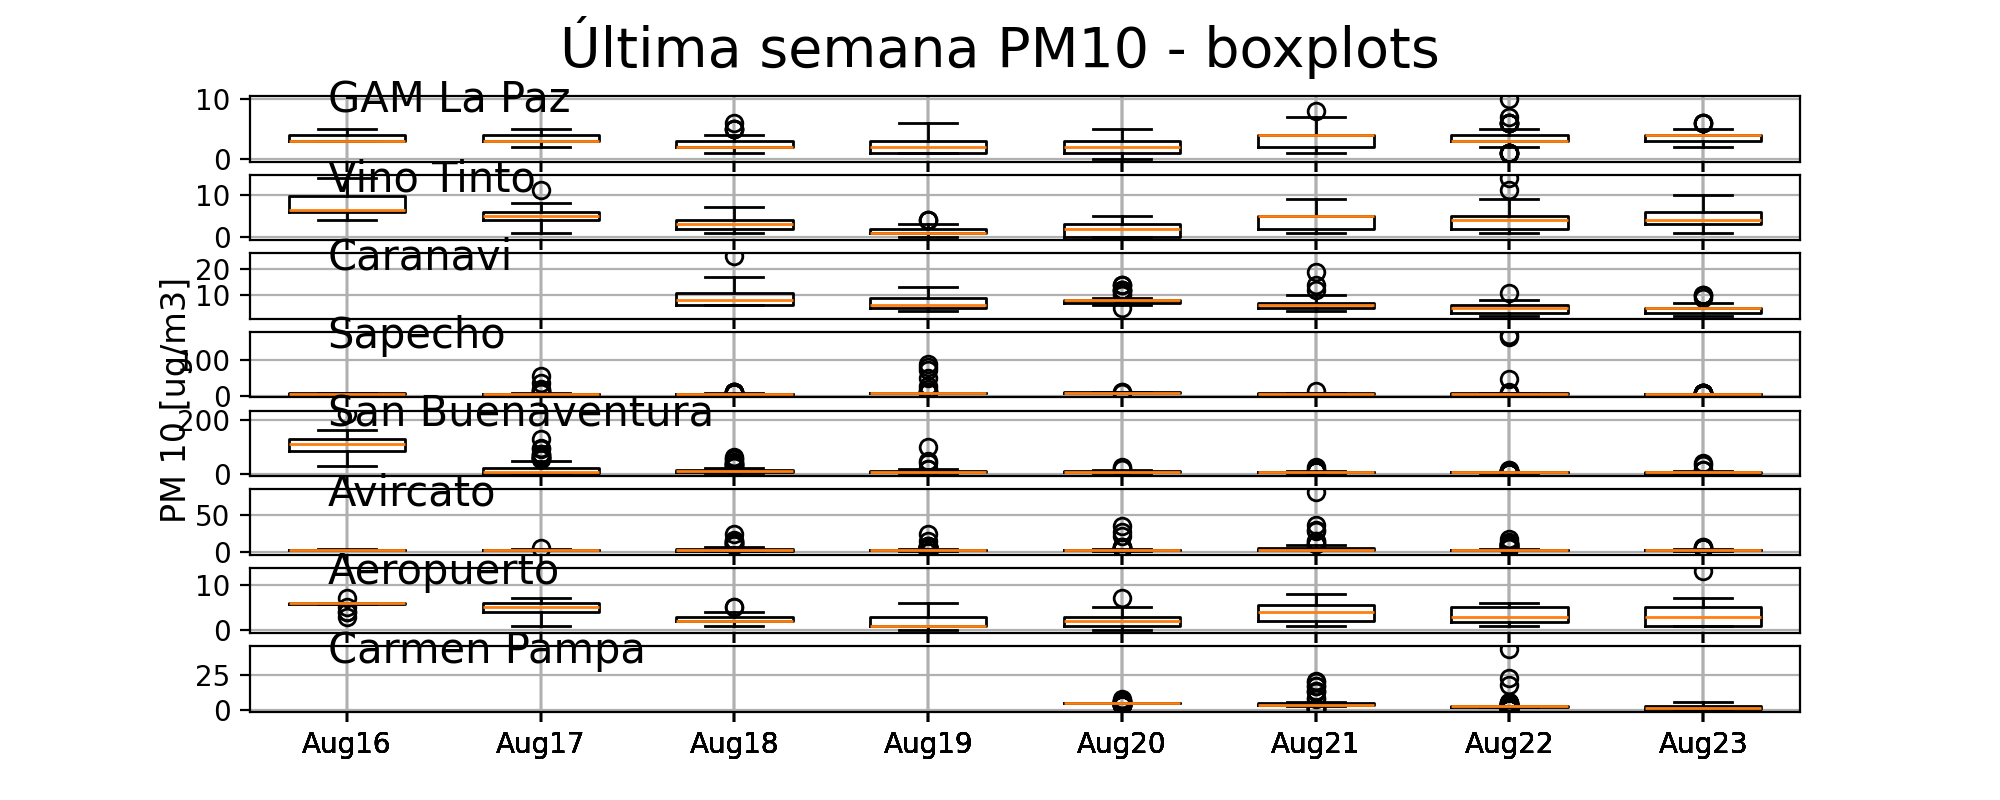 Última semana PM10 - boxplots
GAM La Paz
10
0
Vino Tinto
10
0
Caranavi
20
10
Sapecho
100
0
San Buenaventura
200
0
Avircato
50
0
Aeropuerto
10
0
Carmen Pampa
25
0
PM 10 [ug/m3]
Aug16 Aug17 Aug18 Aug19 Aug20 Aug21 Aug22 Aug23